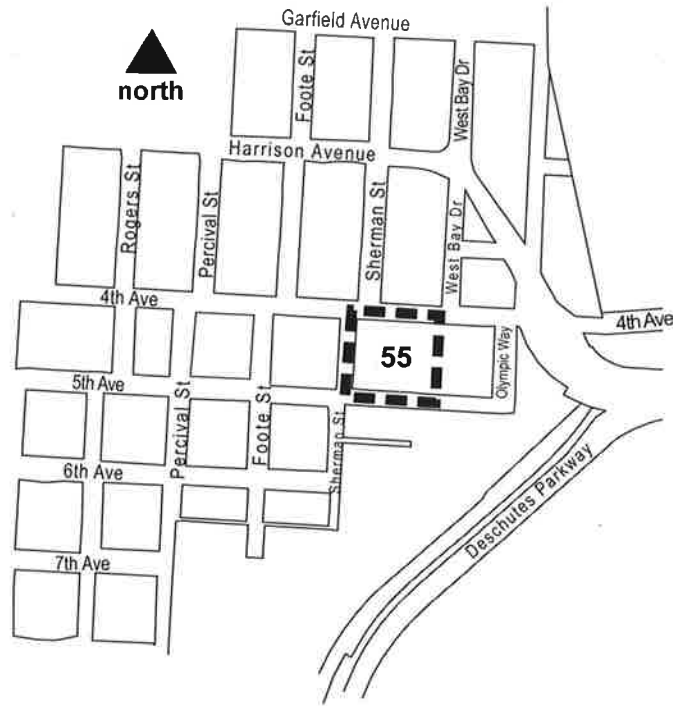 Garfield Avenue
north
Foote St
West Bay Dr
Harrison Avenue
Rogers St
Percival St
Sherman St
West Bay Dr
4th Ave
4th Ave
55
Olympic Way
5th Ave
Percival St
Foote St
Sherman St
6th Ave
Deschutes Parkway
7th Ave